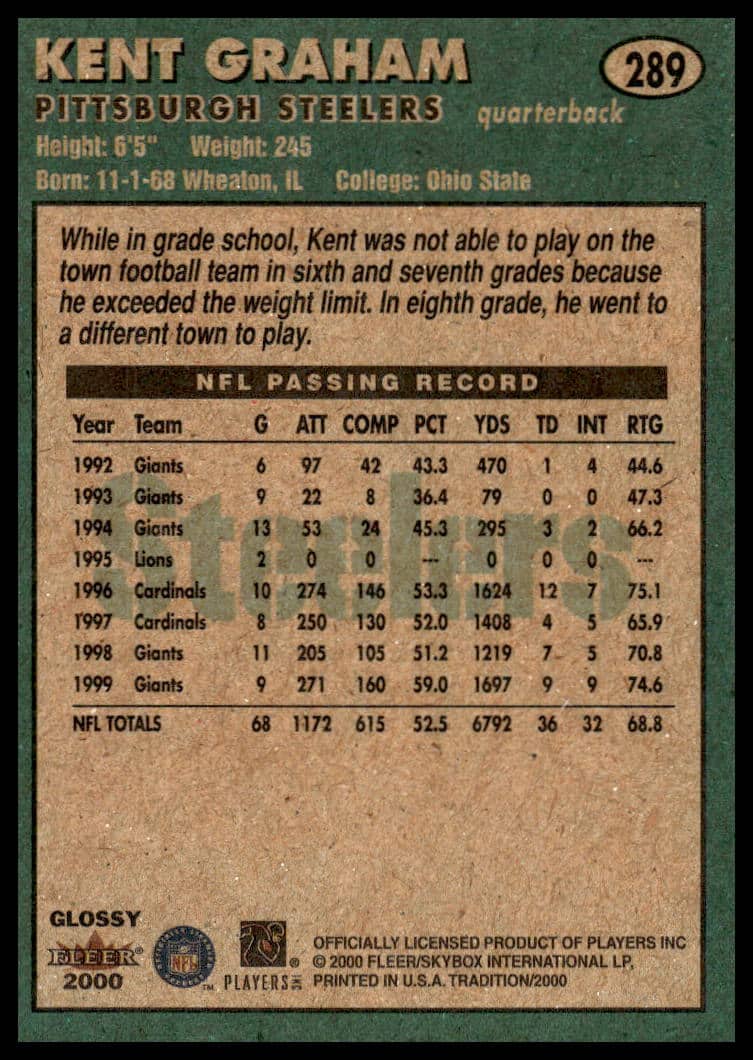 KENT GRAHAM
289
PITTSBURGH STEELERS quarterback
Height: 6'5" Weight: 245
Born: 11-1-68 Wheaton, IL College: Ohio State
While in grade school, Kent was not able to play on the
town football team in sixth and seventh grades because
he exceeded the weight limit. In eighth grade, he went to
a different town to play.
NFL PASSING RECORD
Year Team G ATT COMP PCT YDS TD INT RTG
1992 Giants 6 97 42 43.3 470 1 4 44.6
1993 Giants 9 22 8 36.4 79 0 0 47.3
1994 Giants 13 53 24 45.3 295 3 2 66.2
1995 Lions 2 0 0 --- 0 0 0 ---
1996 Cardinals 10 274 146 53.3 1624 12 7 75.1
1997 Cardinals 8 250 130 52.0 1408 4 5 65.9
1998 Giants 11 205 105 51.2 1219 7 5 70.8
1999 Giants 9 271 160 59.0 1697 9 9 74.6
NFL TOTALS 68 1172 615 52.5 6792 36 32 68.8
Steelers
GLOSSY
FLEER®
2000
NFL
™
PLAYERS INC
®
OFFICIALLY LICENSED PRODUCT OF PLAYERS INC
© 2000 FLEER/SKYBOX INTERNATIONAL LP,
PRINTED IN U.S.A. TRADITION/2000